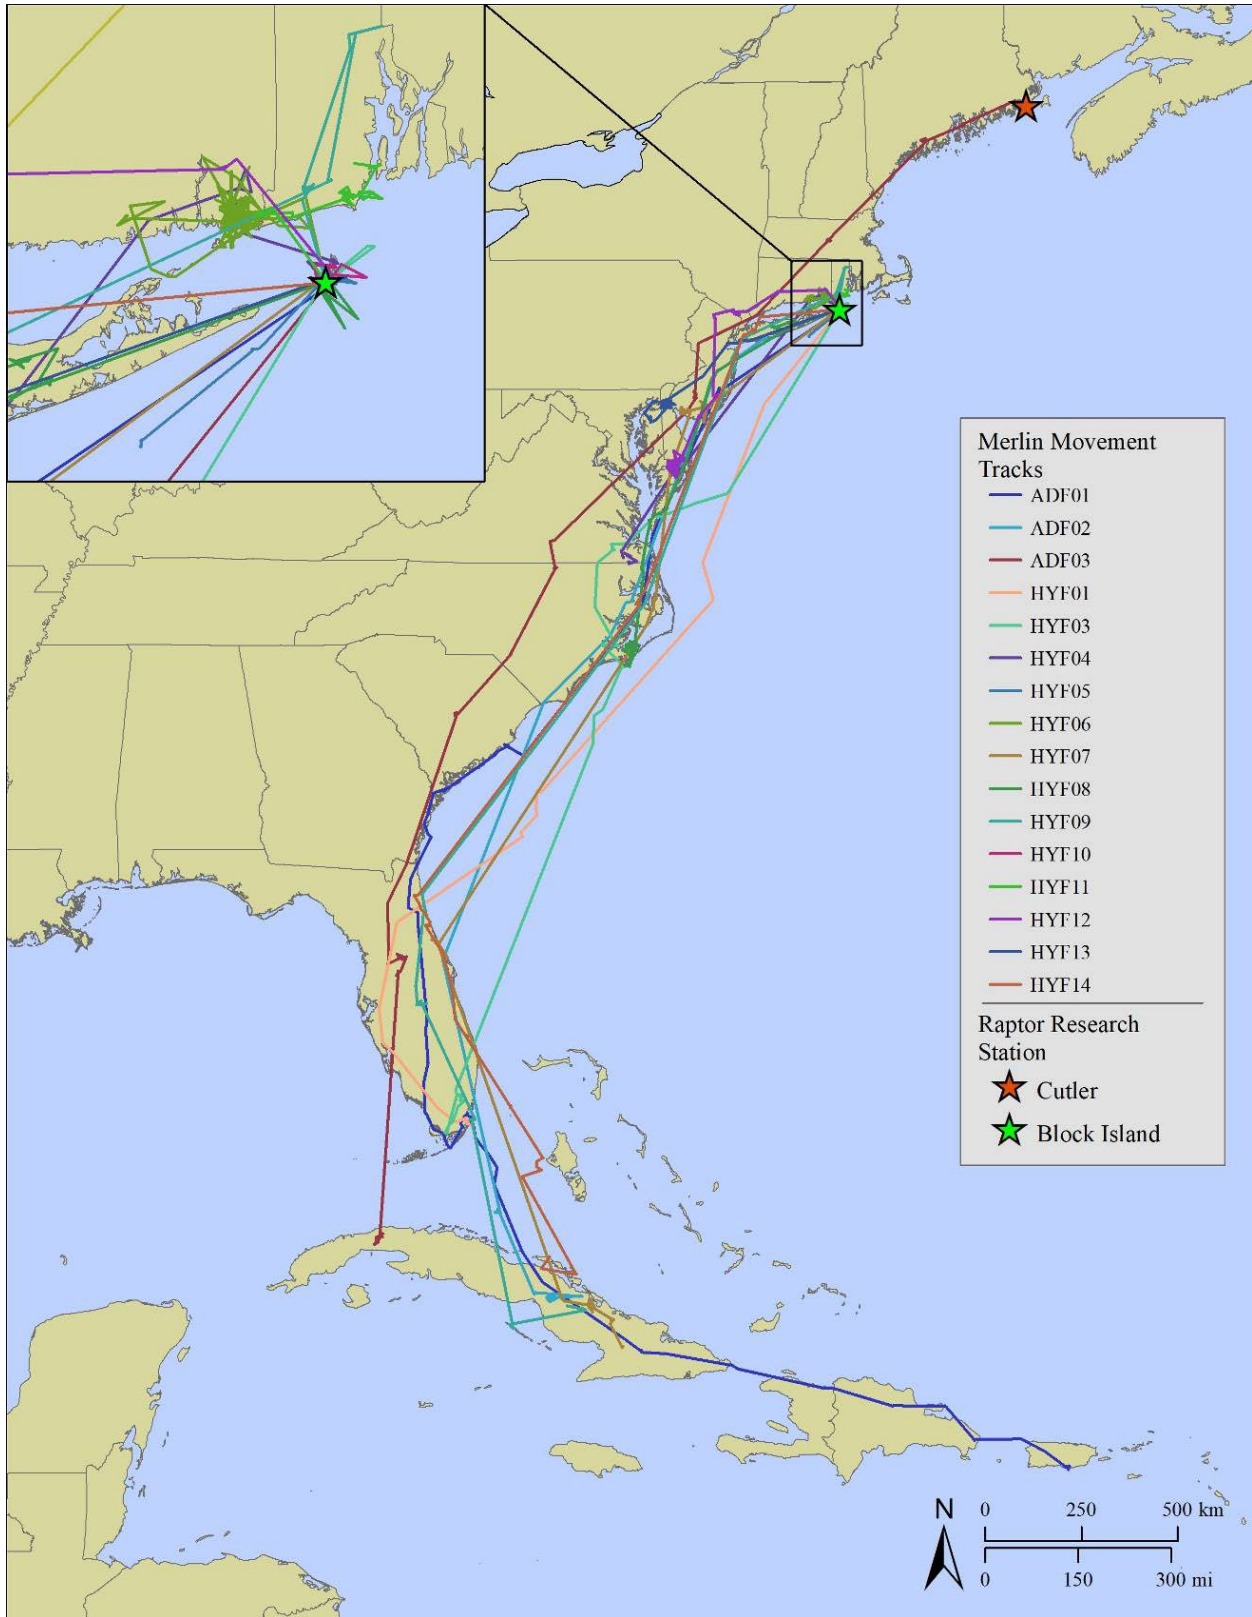 Merlin Movement
Tracks
ADF01
ADF02
ADF03
HYF01
HYF03
HYF04
HYF05
HYF06
HYF07
HYF08
HYF09
HYF10
HYF11
HYF12
HYF13
HYF14
Raptor Research
Station
Cutler
Block Island
N
0 250 500 km
0 150 300 mi